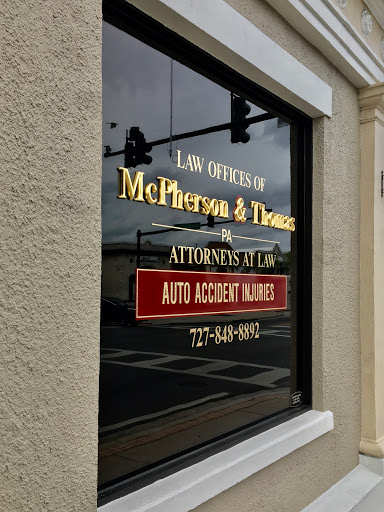 LAW OFFICES OF
McPherson & Thomas
PA
ATTORNEYS AT LAW
AUTO ACCIDENT INJURIES
727-848-8892